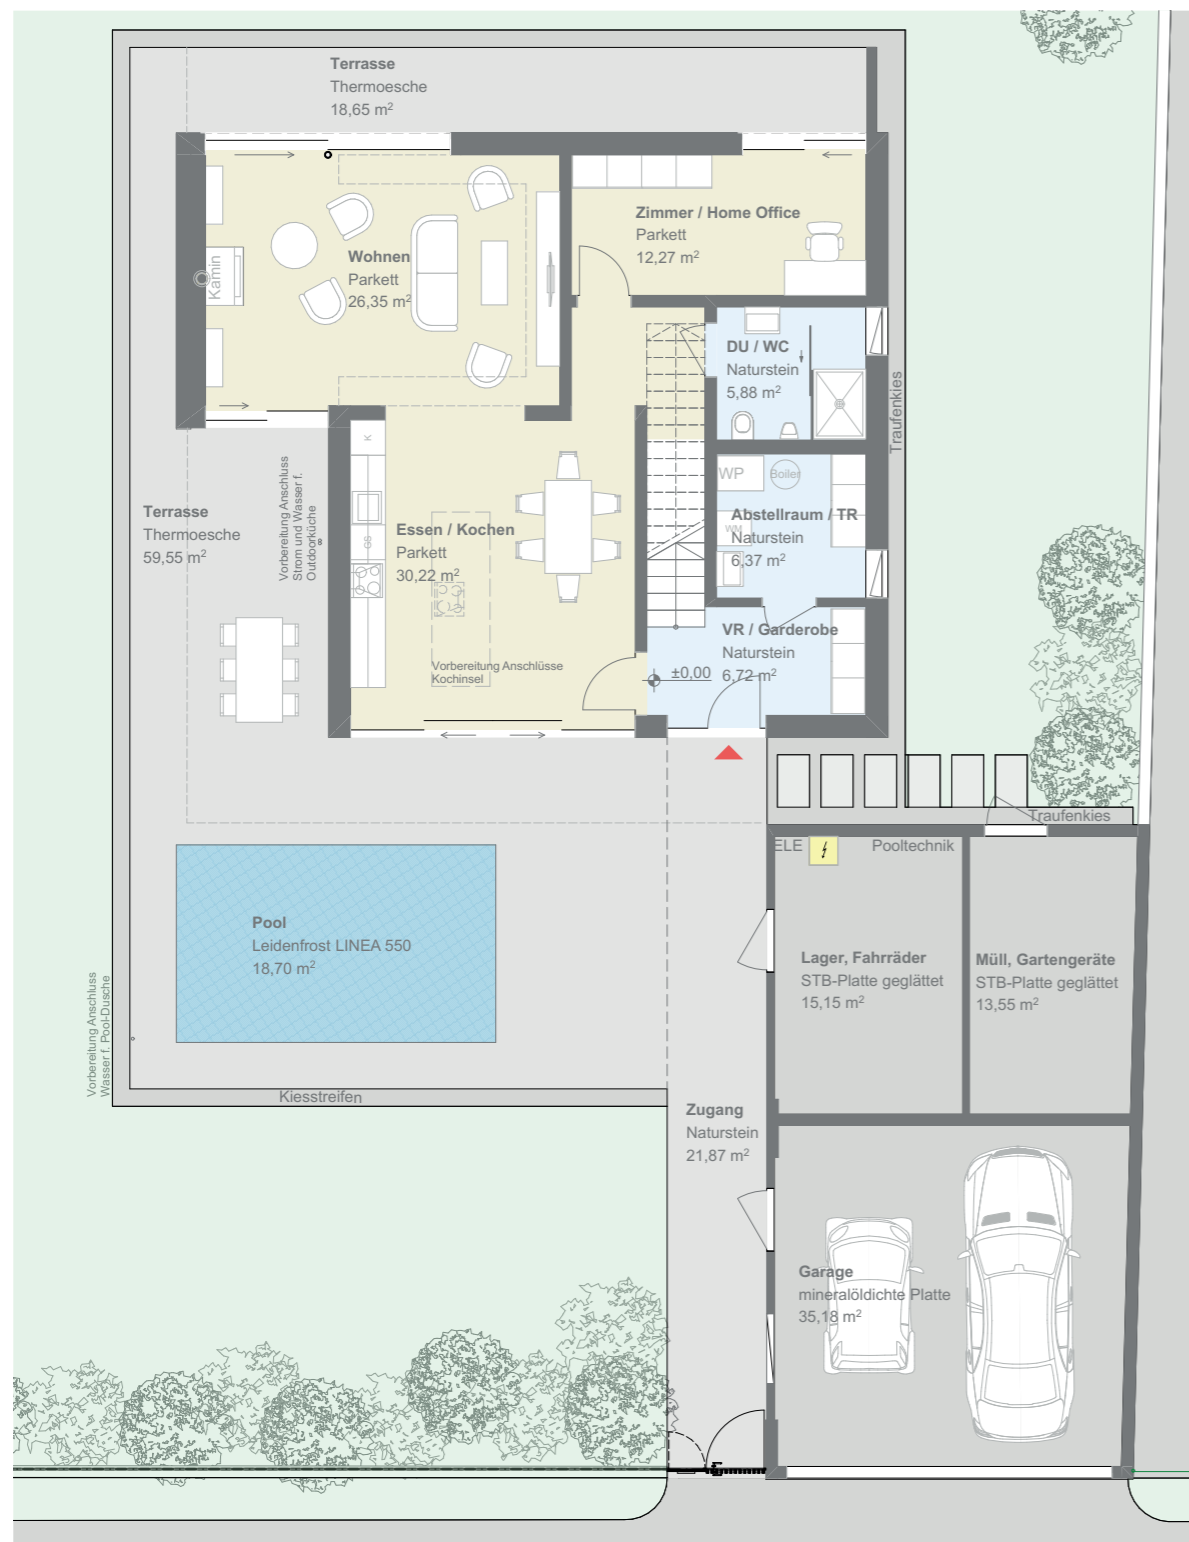 Terrasse
Thermoesche
18,65 m²
Zimmer / Home Office
Parkett
12,27 m²
Wohnen
Parkett
26,35 m²
Kamin
DU / WC
Naturstein
5,88 m²
Traufenkies
K
WP
Boiler
Terrasse
Thermoesche
59,55 m²
Vorbereitung Anschluss
Strom und Wasser f.
Outdoorküche
Essen / Kochen
Parkett
30,22 m²
GS
Abstellraum / TR
WM
Naturstein
6,37 m²
VR / Garderobe
Naturstein
6,72 m²
±0,00
Vorbereitung Anschlüsse
Kochinsel
Traufenkies
ELE
Pooltechnik
Pool
Leidenfrost LINEA 550
18,70 m²
Lager, Fahrräder
STB-Platte geglättet
15,15 m²
Müll, Gartengeräte
STB-Platte geglättet
13,55 m²
Vorbereitung Anschluss
Wasser f. Pool-Dusche
Kiesstreifen
Zugang
Naturstein
21,87 m²
Garage
mineralöldichte Platte
35,18 m²